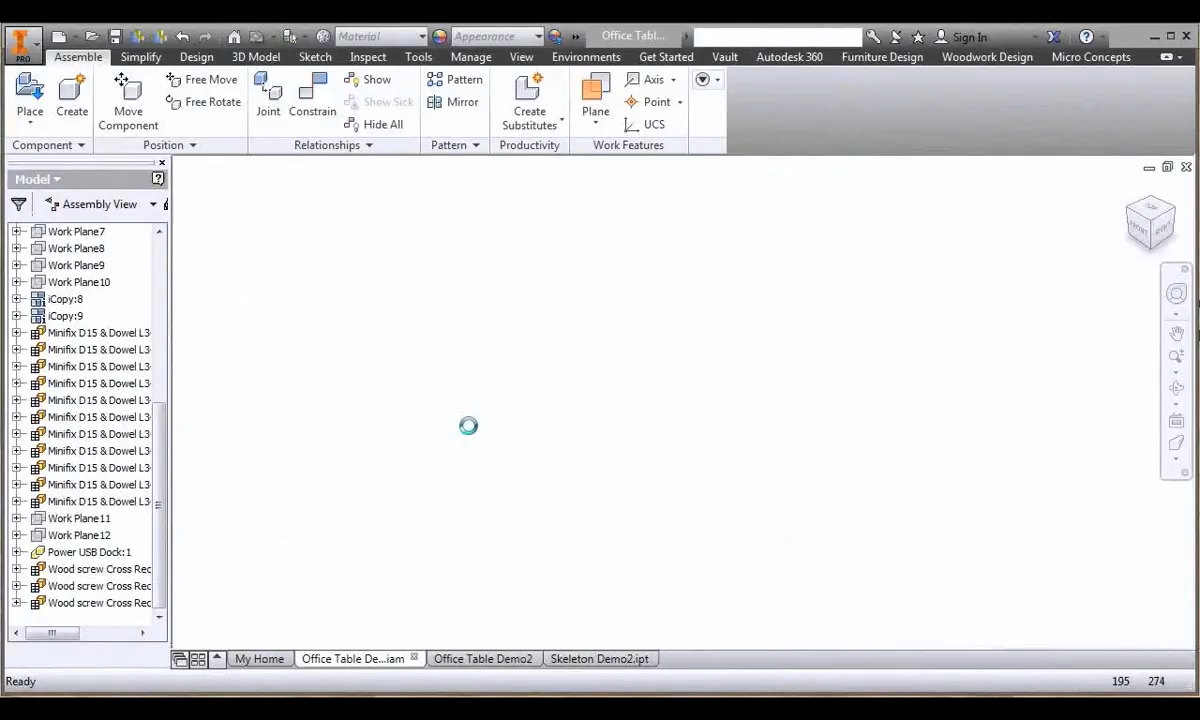 Material
Appearance
Office Tabl...
Sign In
PRO
Assemble Simplify Design 3D Model Sketch Inspect Tools Manage View Environments Get Started Vault Autodesk 360 Furniture Design Woodwork Design Micro Concepts
Place
Create
Move
Component
Free Move
Free Rotate
Joint
Constrain
Show
Show Sick
Hide All
Pattern
Mirror
Create
Substitutes
Plane
Axis
Point
UCS
Component Position Relationships Pattern Productivity Work Features
Model
Assembly View
Work Plane7
Work Plane8
Work Plane9
Work Plane10
iCopy:8
iCopy:9
Minifix D15 & Dowel L3
Minifix D15 & Dowel L3
Minifix D15 & Dowel L3
Minifix D15 & Dowel L3
Minifix D15 & Dowel L3
Minifix D15 & Dowel L3
Minifix D15 & Dowel L3
Minifix D15 & Dowel L3
Minifix D15 & Dowel L3
Minifix D15 & Dowel L3
Minifix D15 & Dowel L3
Work Plane11
Work Plane12
Power USB Dock:1
Wood screw Cross Rec
Wood screw Cross Rec
Wood screw Cross Rec
FRONT
My Home Office Table De...iam Office Table Demo2 Skeleton Demo2.ipt
Ready
195 274